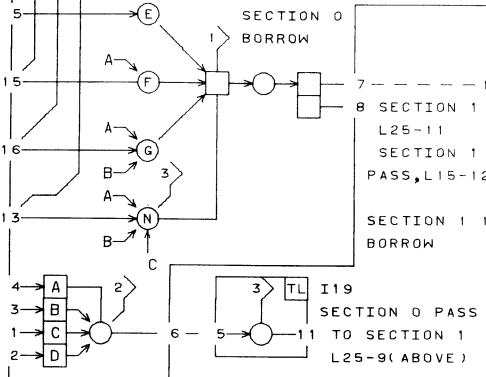 5 E SECTION 0
1 BORROW
A
15 F 7
8 SECTION 1
A L25-11
16 G SECTION 1
B 3 PASS,L15-12
A
13 N SECTION 1 1
B BORROW
C
4 A 2 3 TL I19
3 B SECTION 0 PASS
1 C 6 5 11 TO SECTION 1
2 D L25-9(ABOVE)